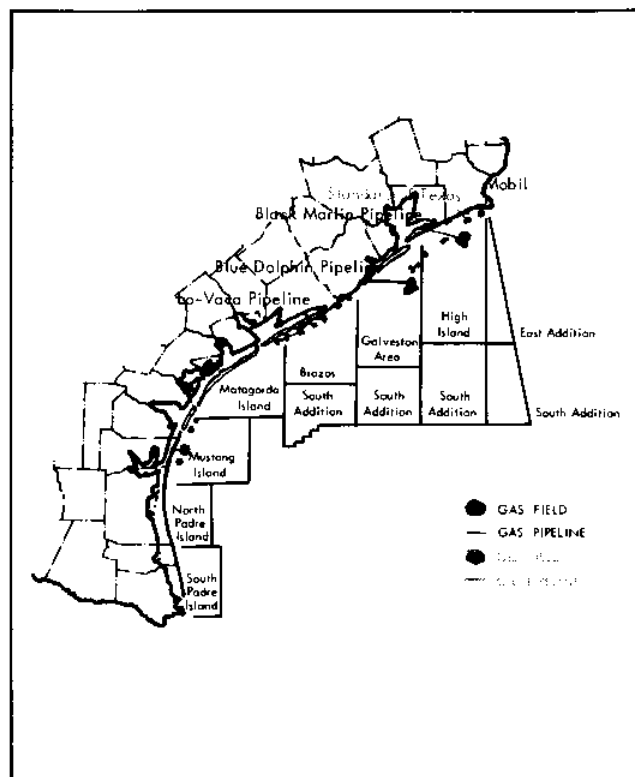 Mobil
Texas
Black Marlin Pipeline
Blue Dolphin Pipeline
Lo-Vaca Pipeline
High
Island
East Addition
Galveston
Area
Brazos
Matagorda
Island
South
Addition
South
Addition
South
Addition
South Addition
Mustang
Island
North
Padre
Island
South
Padre
Island
GAS FIELD
GAS PIPELINE